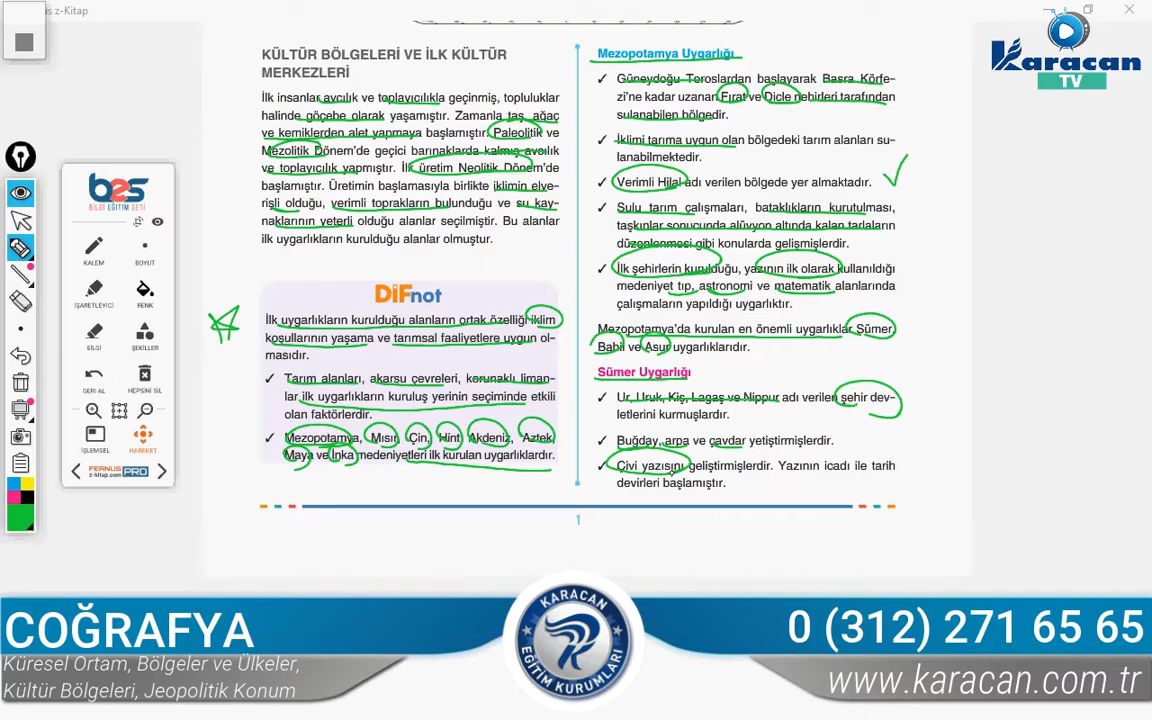 us z-Kitap
Karacan
TV
KÜLTÜR BÖLGELERİ VE İLK KÜLTÜR
MERKEZLERİ
İlk insanlar avcılık ve toplayıcılıkla geçinmiş, topluluklar
halinde göçebe olarak yaşamıştır. Zamanla taş, ağaç
ve kemiklerden alet yapmaya başlamıştır. Paleolitik ve
Mezolitik Dönem’de geçici barınaklarda kalmış avcılık
ve toplayıcılık yapmıştır. İlk üretim Neolitik Dönem’de
başlamıştır. Üretimin başlamasıyla birlikte iklimin elve-
rişli olduğu, verimli toprakların bulunduğu ve su kay-
naklarının yeterli olduğu alanlar seçilmiştir. Bu alanlar
ilk uygarlıkların kurulduğu alanlar olmuştur.
DİFnot
İlk uygarlıkların kurulduğu alanların ortak özelliği iklim
koşullarının yaşama ve tarımsal faaliyetlere uygun ol-
masıdır.
✓ Tarım alanları, akarsu çevreleri, korunaklı liman-
lar ilk uygarlıkların kuruluş yerinin seçiminde etkili
olan faktörlerdir.
✓ Mezopotamya, Mısır, Çin, Hint Akdeniz, Aztek,
Maya ve İnka medeniyetleri ilk kurulan uygarlıklardır.
Mezopotamya Uygarlığı
✓ Güneydoğu Toroslardan başlayarak Basra Körfe-
zi’ne kadar uzanan Fırat ve Dicle nehirleri tarafından
sulanabilen bölgedir.
✓ İklimi tarıma uygun olan bölgedeki tarım alanları su-
lanabilmektedir.
✓ Verimli Hilal adı verilen bölgede yer almaktadır.
✓ Sulu tarım çalışmaları, bataklıkların kurutulması,
taşkınlar sonucunda alüvyon altında kalan tarlaların
düzenlenmesi gibi konularda gelişmişlerdir.
✓ İlk şehirlerin kurulduğu, yazının ilk olarak kullanıldığı
medeniyet tıp, astronomi ve matematik alanlarında
çalışmaların yapıldığı uygarlıktır.
Mezopotamya’da kurulan en önemli uygarlıklar Sümer,
Babil ve Asur uygarlıklarıdır.
Sümer Uygarlığı
✓ Ur, Uruk, Kiş, Lagaş ve Nippur adı verilen şehir dev-
letlerini kurmuşlardır.
✓ Buğday, arpa ve çavdar yetiştirmişlerdir.
✓ Çivi yazısını geliştirmişlerdir. Yazının icadı ile tarih
devirleri başlamıştır.
1
bes
BİLGİ EĞİTİM SETİ
KALEM
BOYUT
İŞARETLEYİCİ
RENK
SİLGİ
ŞEKİLLER
GERİ AL
HEPSİNİ SİL
İŞLEMSEL
HAREKET
FERNUS PRO
z-kitap.com
COĞRAFYA
Küresel Ortam, Bölgeler ve Ülkeler,
Kültür Bölgeleri, Jeopolitik Konum
KARACAN
EĞİTİM KURUMLARI
0 (312) 271 65 65
www.karacan.com.tr